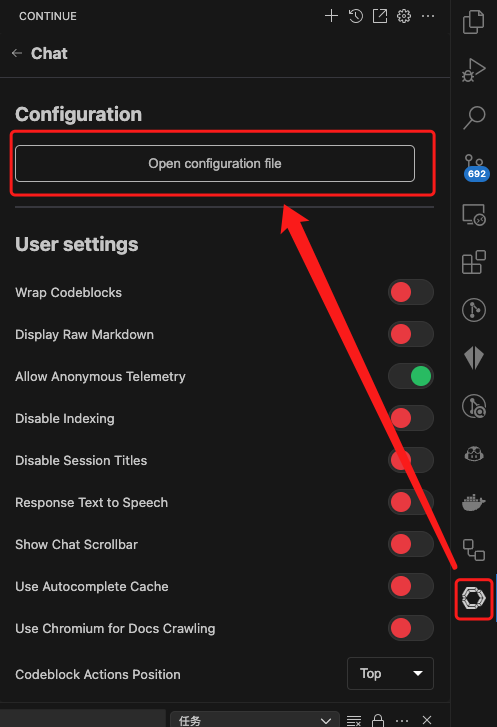 CONTINUE
Chat
Configuration
Open configuration file
User settings
Wrap Codeblocks
Display Raw Markdown
Allow Anonymous Telemetry
Disable Indexing
Disable Session Titles
Response Text to Speech
Show Chat Scrollbar
Use Autocomplete Cache
Use Chromium for Docs Crawling
Codeblock Actions Position
Top
692
任务